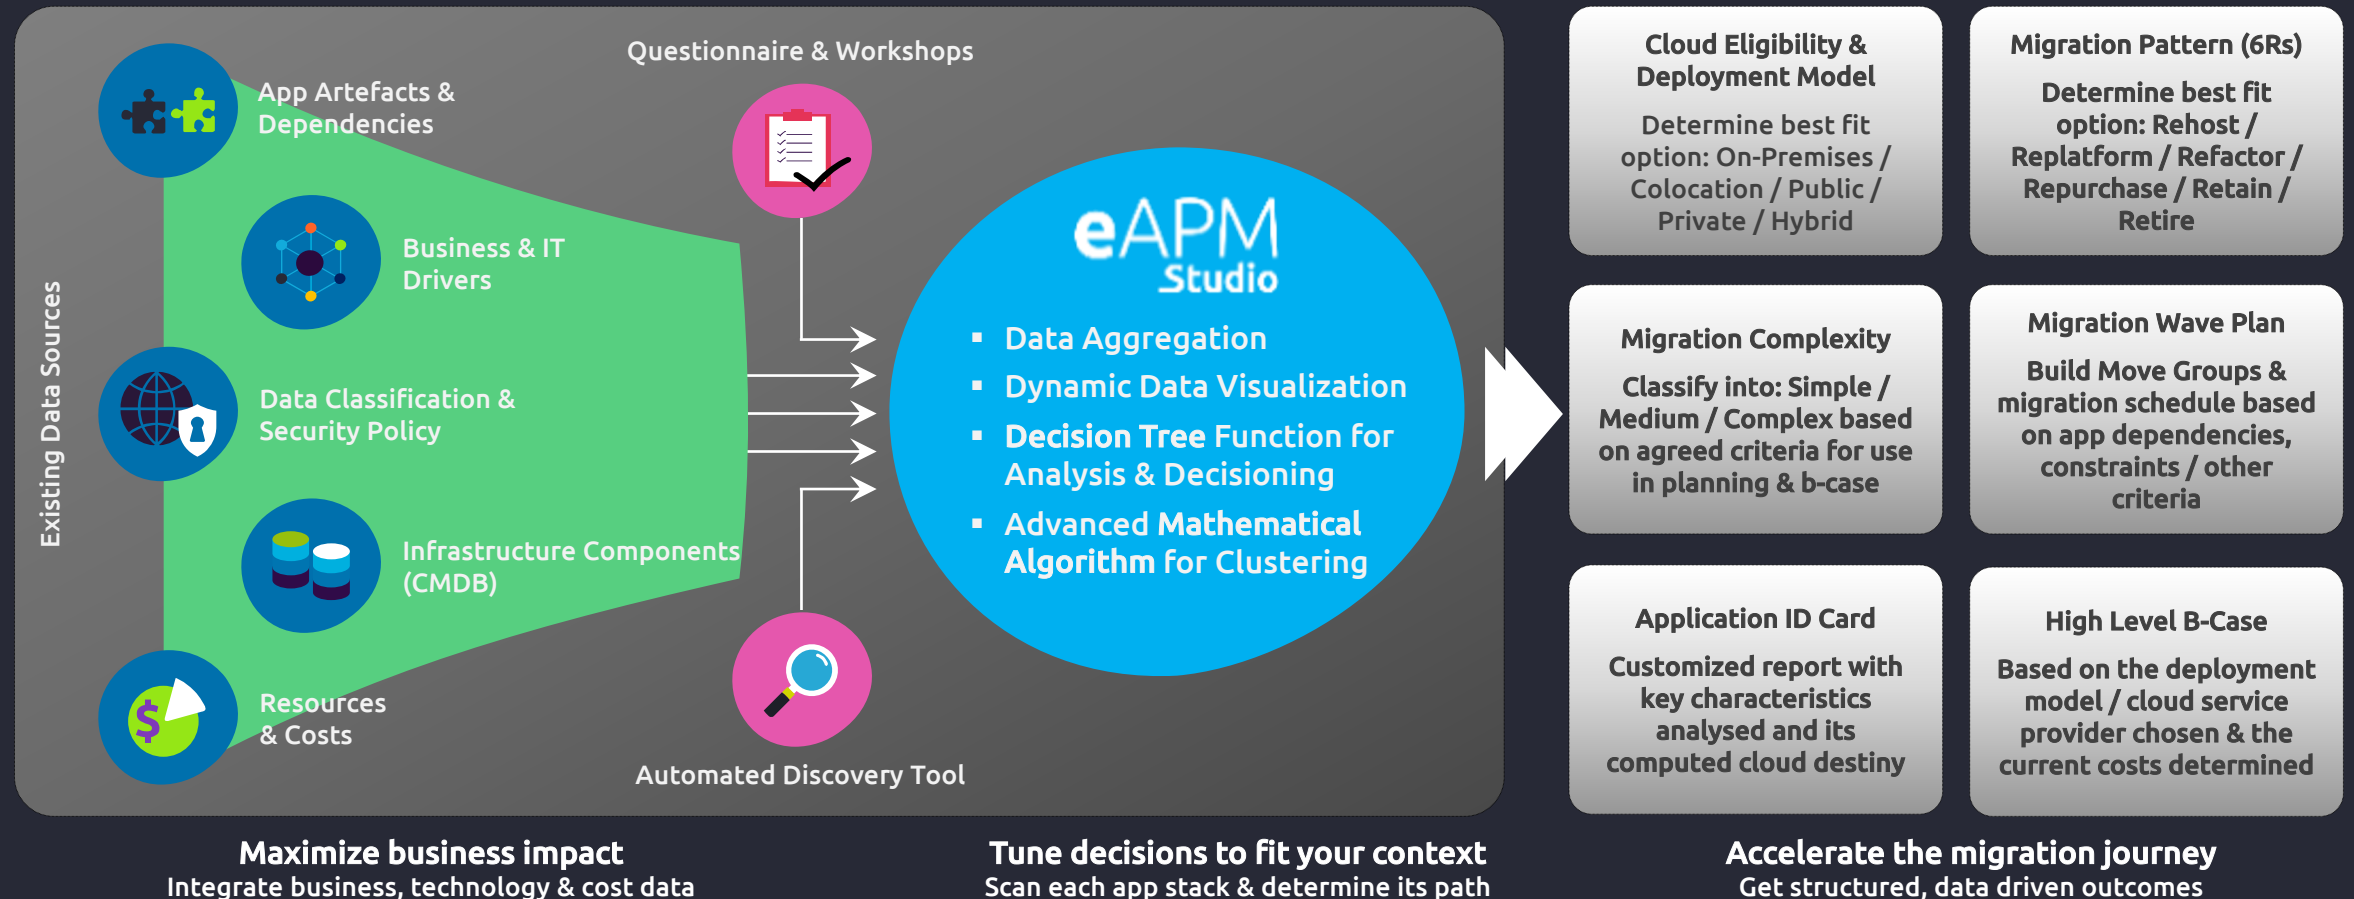 Existing Data Sources
App Artefacts &
Dependencies
Business & IT
Drivers
Data Classification &
Security Policy
Infrastructure Components
(CMDB)
Resources
& Costs
$
Questionnaire & Workshops
Automated Discovery Tool
eAPM
Studio
▪ Data Aggregation
▪ Dynamic Data Visualization
▪ Decision Tree Function for
Analysis & Decisioning
▪ Advanced Mathematical
Algorithm for Clustering
Cloud Eligibility &
Deployment Model
Determine best fit
option: On-Premises /
Colocation / Public /
Private / Hybrid
Migration Pattern (6Rs)
Determine best fit
option: Rehost /
Replatform / Refactor /
Repurchase / Retain /
Retire
Migration Complexity
Classify into: Simple /
Medium / Complex based
on agreed criteria for use
in planning & b-case
Migration Wave Plan
Build Move Groups &
migration schedule based
on app dependencies,
constraints / other
criteria
Application ID Card
Customized report with
key characteristics
analysed and its
computed cloud destiny
High Level B-Case
Based on the deployment
model / cloud service
provider chosen & the
current costs determined
Maximize business impact
Integrate business, technology & cost data
Tune decisions to fit your context
Scan each app stack & determine its path
Accelerate the migration journey
Get structured, data driven outcomes